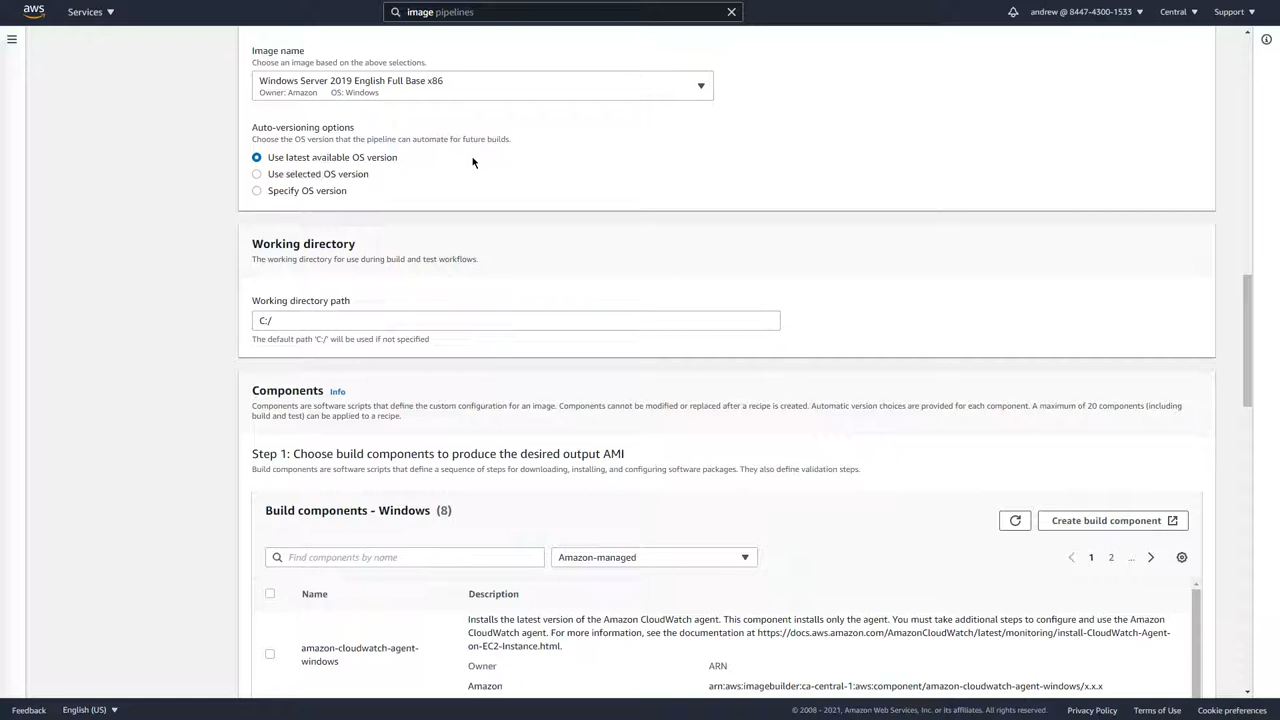 aws Services image pipelines andrew @ 8447-4300-1533 Central Support
Image name
Choose an image based on the above selections.
Windows Server 2019 English Full Base x86
Owner: Amazon OS: Windows
Auto-versioning options
Choose the OS version that the pipeline can automate for future builds.
Use latest available OS version
Use selected OS version
Specify OS version
Working directory
The working directory for use during build and test workflows.
Working directory path
C:/
The default path 'C:/' will be used if not specified
Components Info
Components are software scripts that define the custom configuration for an image. Components cannot be modified or replaced after a recipe is created. Automatic version choices are provided for each component. A maximum of 20 components (including
build and test) can be applied to a recipe.
Step 1: Choose build components to produce the desired output AMI
Build components are software scripts that define a sequence of steps for downloading, installing, and configuring software packages. They also define validation steps.
Build components - Windows (8)
Create build component
Find components by name Amazon-managed 1 2 ...
Name Description
Installs the latest version of the Amazon CloudWatch agent. This component installs only the agent. You must take additional steps to configure and use the Amazon
CloudWatch agent. For more information, see the documentation at https://docs.aws.amazon.com/AmazonCloudWatch/latest/monitoring/install-CloudWatch-Agent-
on-EC2-Instance.html.
amazon-cloudwatch-agent-
windows
Owner ARN
Amazon arn:aws:imagebuilder:ca-central-1:aws:component/amazon-cloudwatch-agent-windows/x.x.x
Feedback English (US) © 2008 - 2021, Amazon Web Services, Inc. or its affiliates. All rights reserved. Privacy Policy Terms of Use Cookie preferences